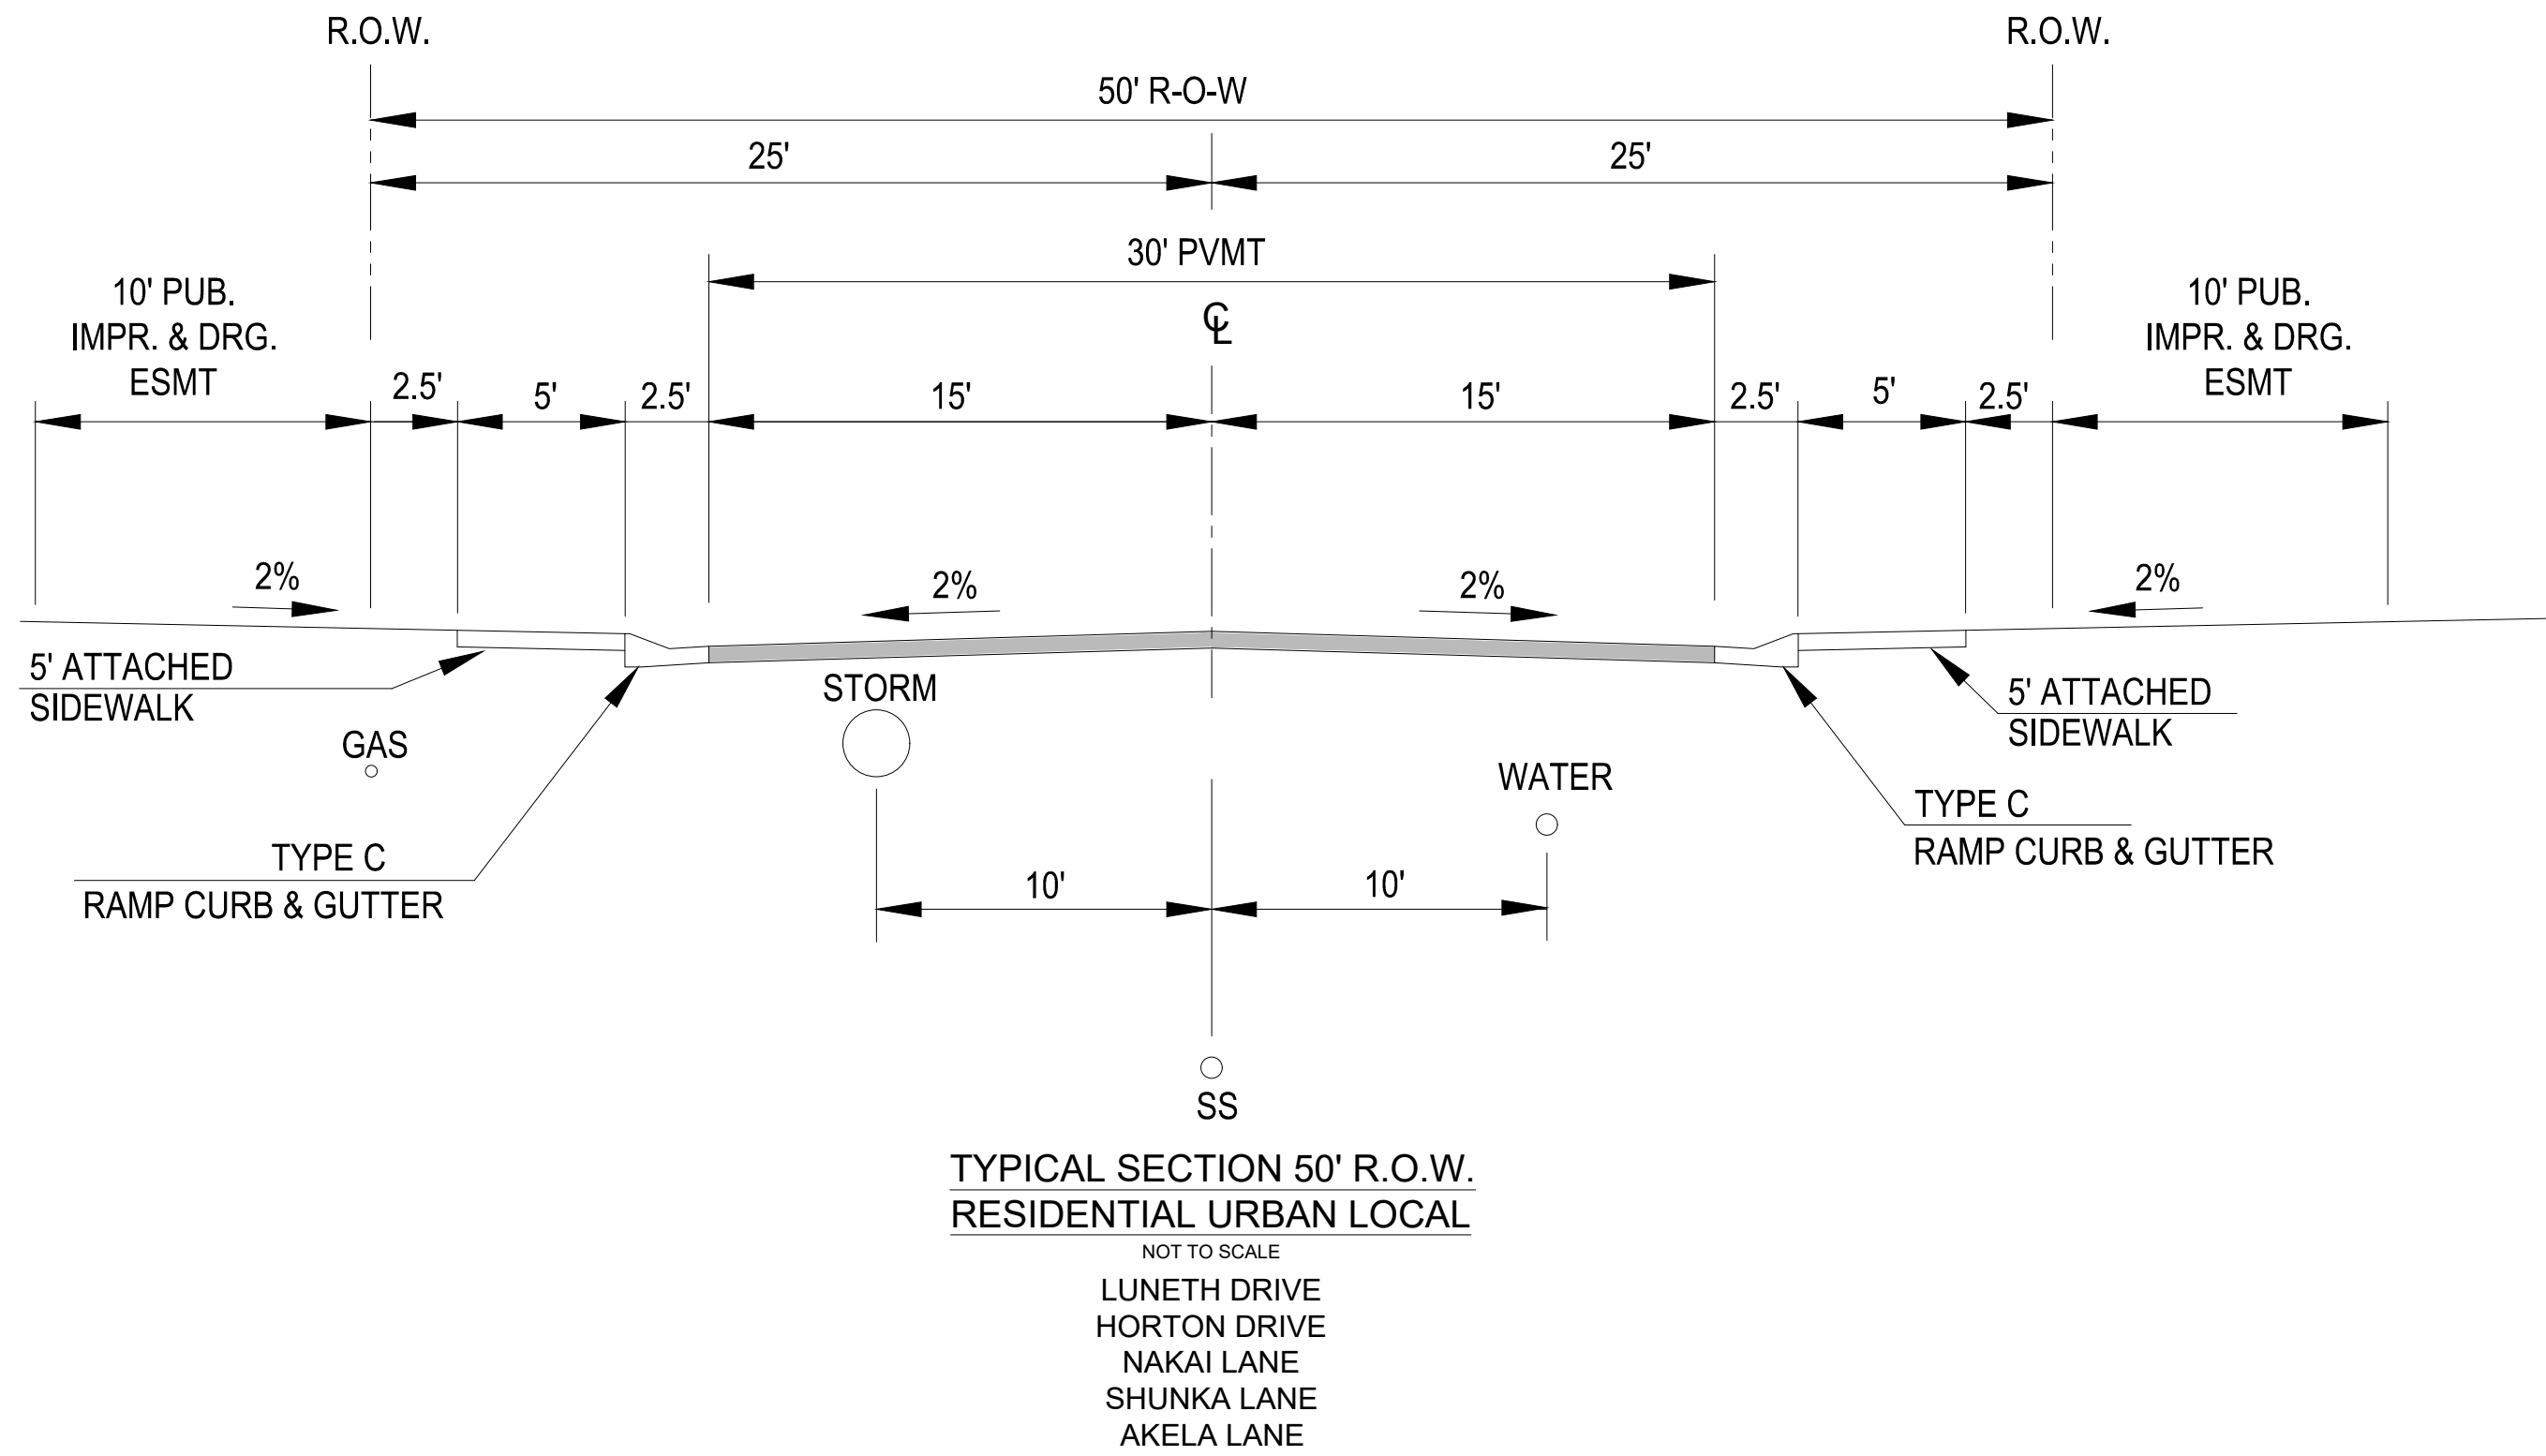 R.O.W.
R.O.W.
50' R-O-W
25'
25'
30' PVMT
℄
10' PUB.
IMPR. & DRG.
ESMT
10' PUB.
IMPR. & DRG.
ESMT
2.5'
5'
2.5'
15'
15'
2.5'
5'
2.5'
2%
2%
2%
2%
5' ATTACHED
SIDEWALK
STORM
5' ATTACHED
SIDEWALK
GAS
WATER
TYPE C
RAMP CURB & GUTTER
TYPE C
RAMP CURB & GUTTER
10'
10'
SS
TYPICAL SECTION 50' R.O.W.
RESIDENTIAL URBAN LOCAL
NOT TO SCALE
LUNETH DRIVE
HORTON DRIVE
NAKAI LANE
SHUNKA LANE
AKELA LANE